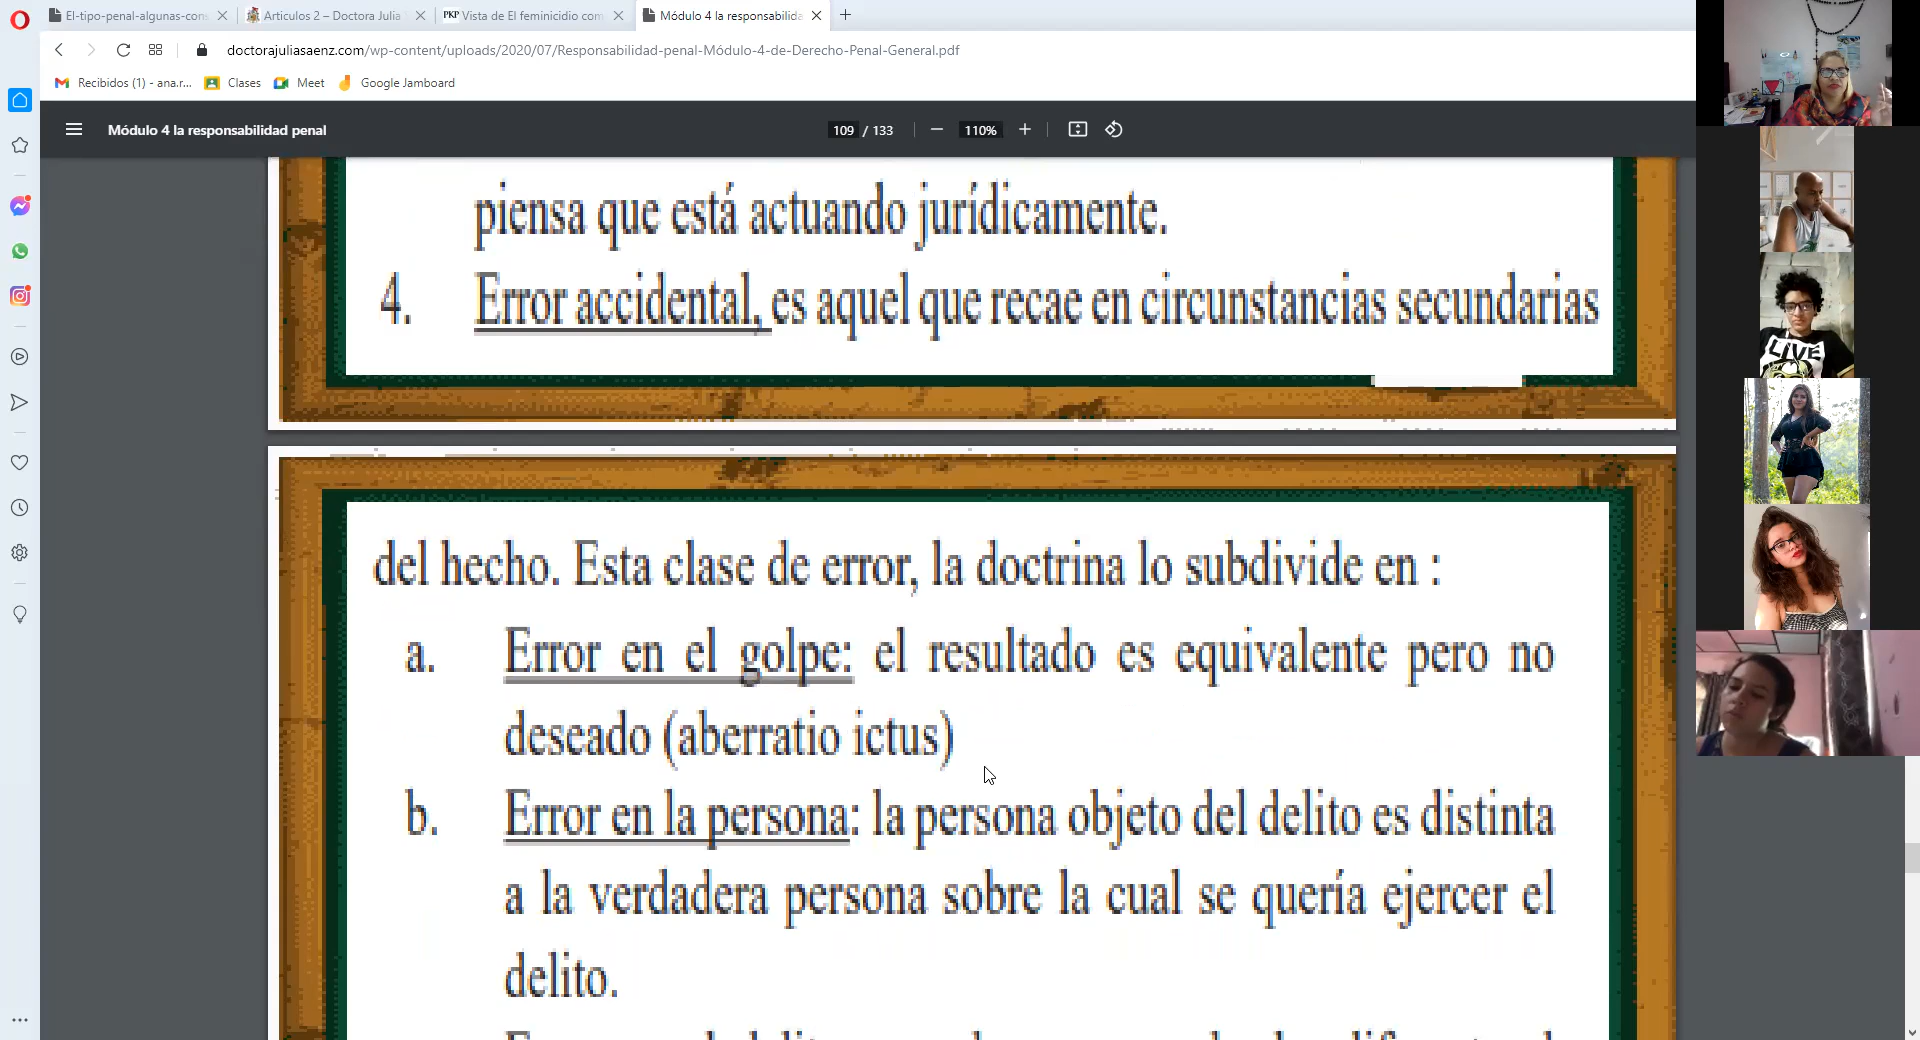 El-tipo-penal-algunas-con
Articulos 2 – Doctora Julia
PKP Vista de El feminicidio com
Módulo 4 la responsabilida
doctorajuliasaenz.com/wp-content/uploads/2020/07/Responsabilidad-penal-Módulo-4-de-Derecho-Penal-General.pdf
Recibidos (1) - ana.r...
Clases
Meet
Google Jamboard
Módulo 4 la responsabilidad penal
109 / 133
110%
piensa que está actuando jurídicamente.
4. Error accidental, es aquel que recae en circunstancias secundarias
del hecho. Esta clase de error, la doctrina lo subdivide en :
a. Error en el golpe: el resultado es equivalente pero no
deseado (aberratio ictus)
b. Error en la persona: la persona objeto del delito es distinta
a la verdadera persona sobre la cual se quería ejercer el
delito.
LIVE